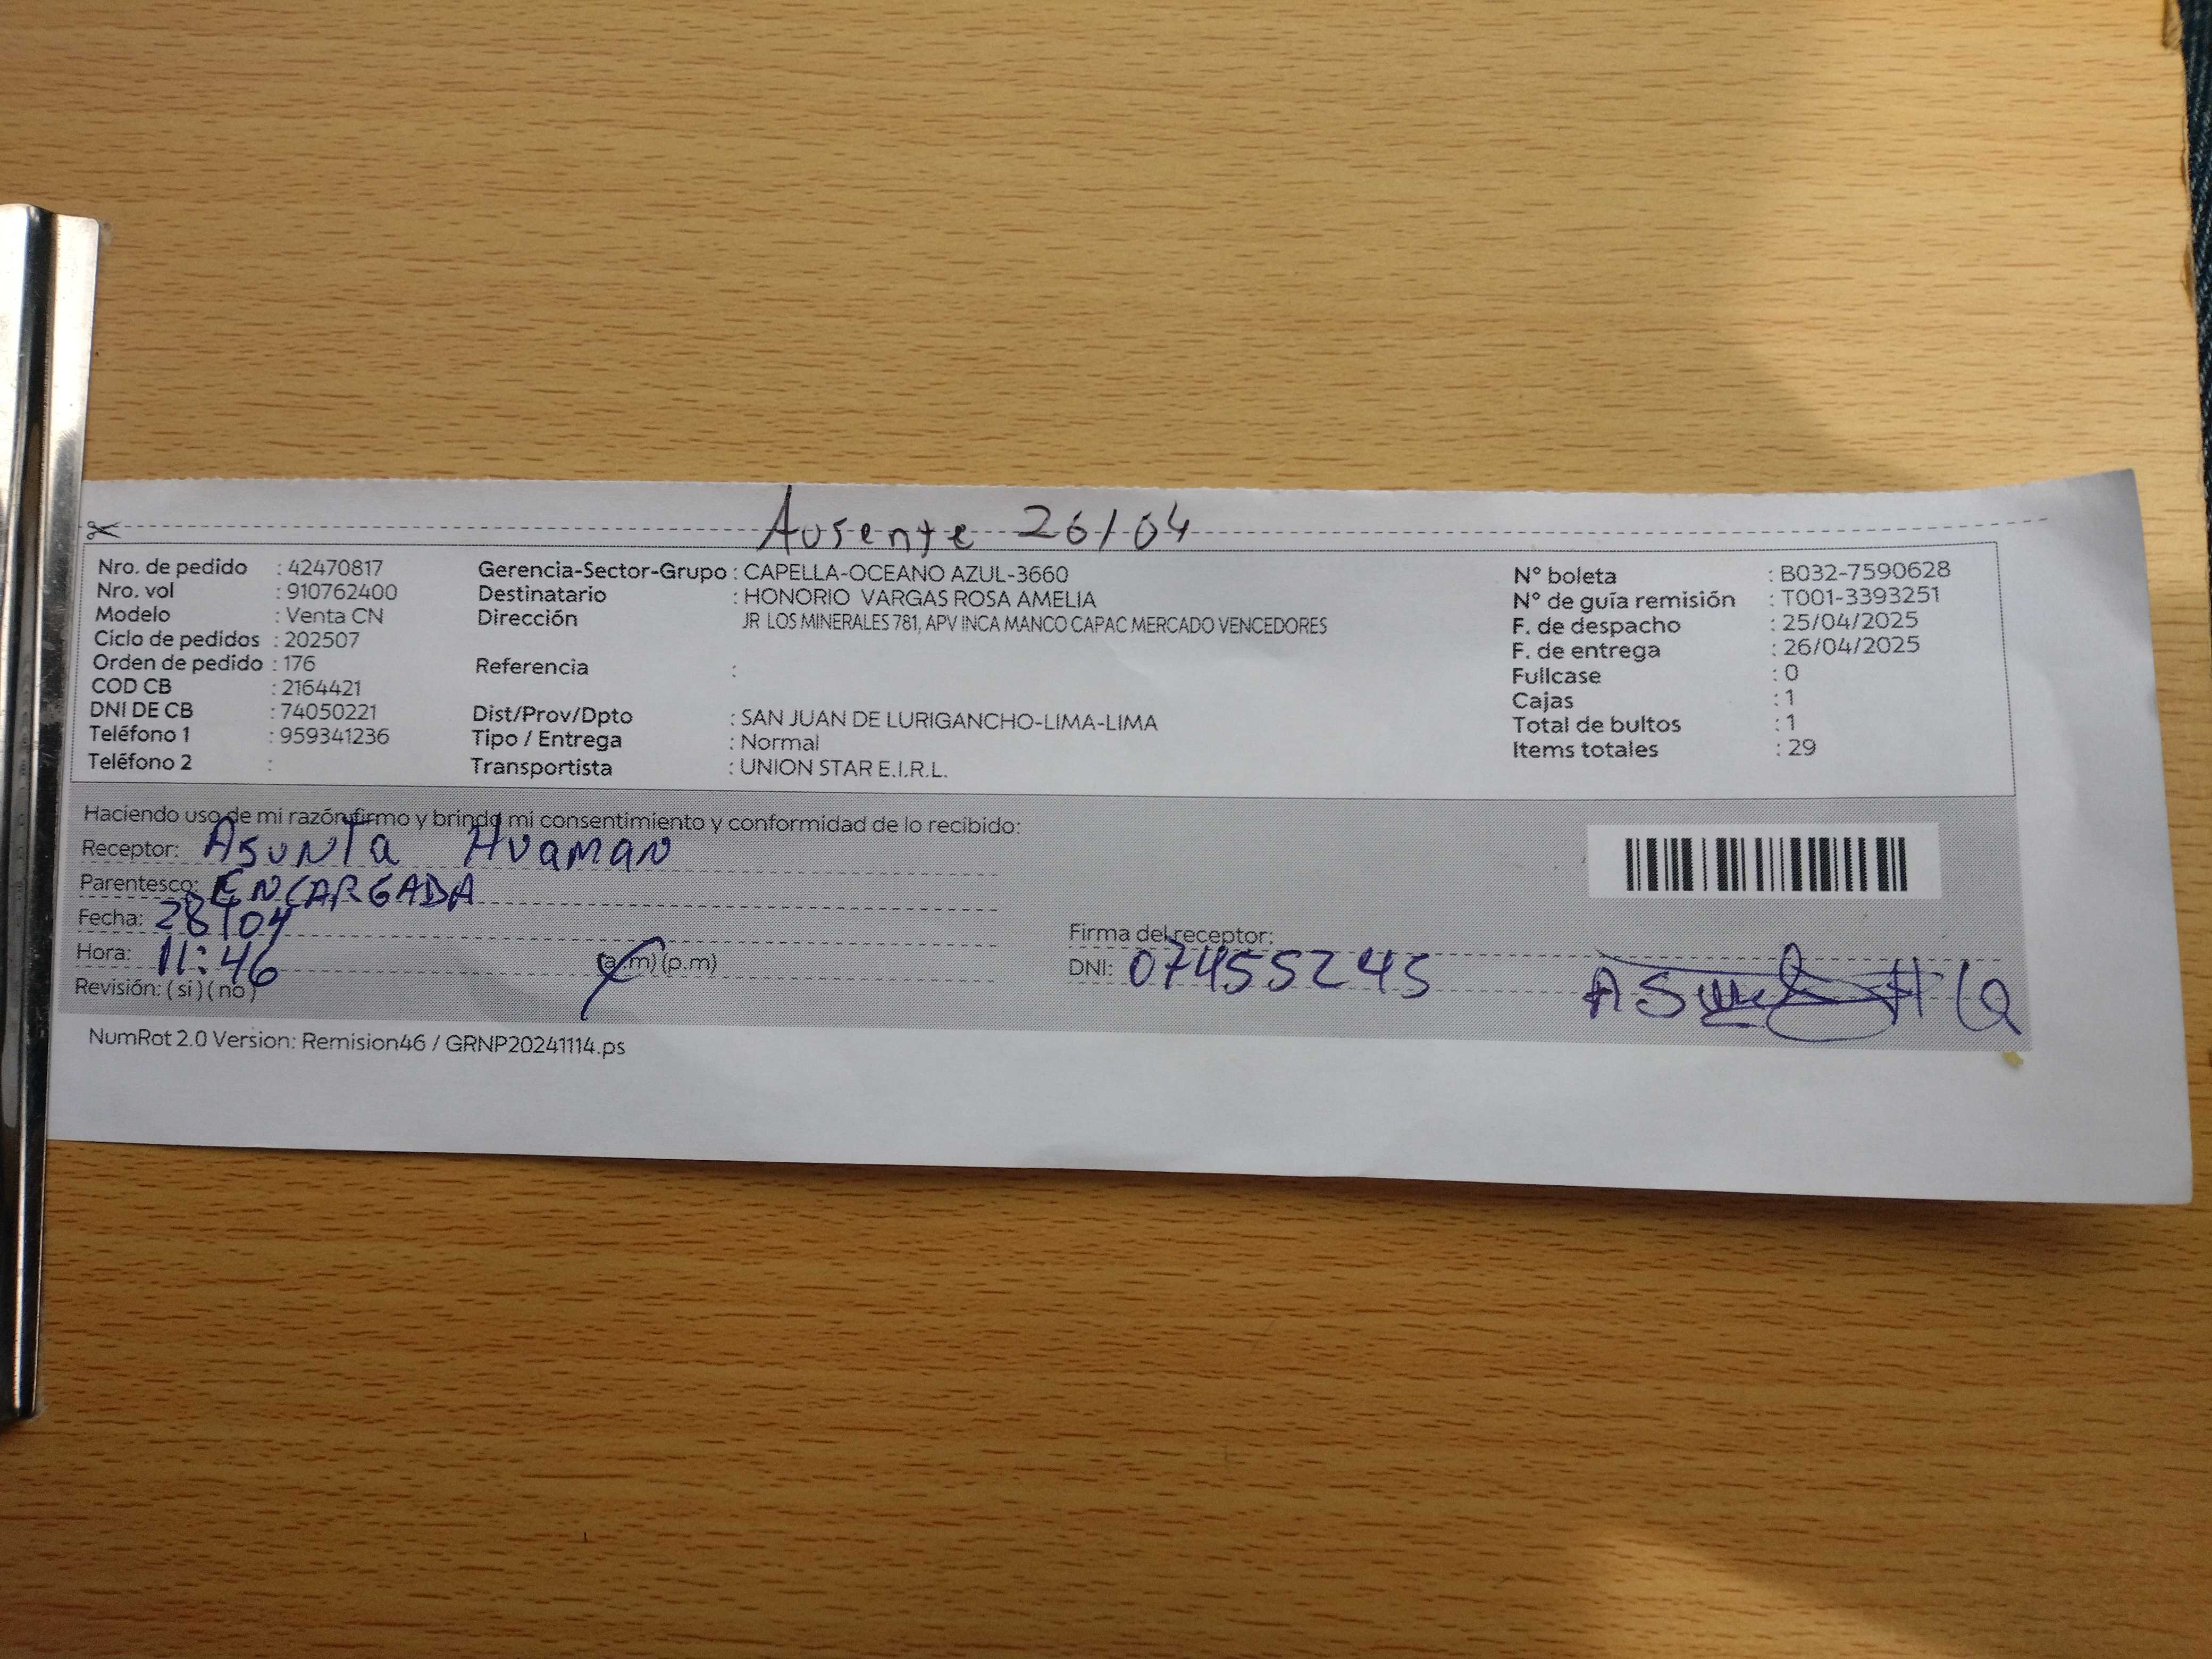 Ausente 26/04
Nro. de pedido : 42470817
Nro. vol : 910762400
Modelo : Venta CN
Ciclo de pedidos : 202507
Orden de pedido : 176
COD CB : 2164421
DNI DE CB : 74050221
Teléfono 1 : 959341236
Teléfono 2 :
Gerencia-Sector-Grupo : CAPELLA-OCEANO AZUL-3660
Destinatario : HONORIO VARGAS ROSA AMELIA
Dirección JR LOS MINERALES 781, APV INCA MANCO CAPAC MERCADO VENCEDORES
Referencia :
Dist/Prov/Dpto : SAN JUAN DE LURIGANCHO-LIMA-LIMA
Tipo / Entrega : Normal
Transportista : UNION STAR E.I.R.L.
N° boleta : B032-7590628
N° de guía remisión : T001-3393251
F. de despacho : 25/04/2025
F. de entrega : 26/04/2025
Fullcase : 0
Cajas : 1
Total de bultos : 1
Items totales : 29
Haciendo uso de mi razón firmo y brindo mi consentimiento y conformidad de lo recibido:
Receptor: Asunta Huaman
Parentesco: ENCARGADA
Fecha: 28/04
Hora: 11:46 (a.m) (p.m)
Revisión: ( si ) ( no )
Firma del receptor:
DNI: 07455245
NumRot 2.0 Version: Remision46 / GRNP20241114.ps